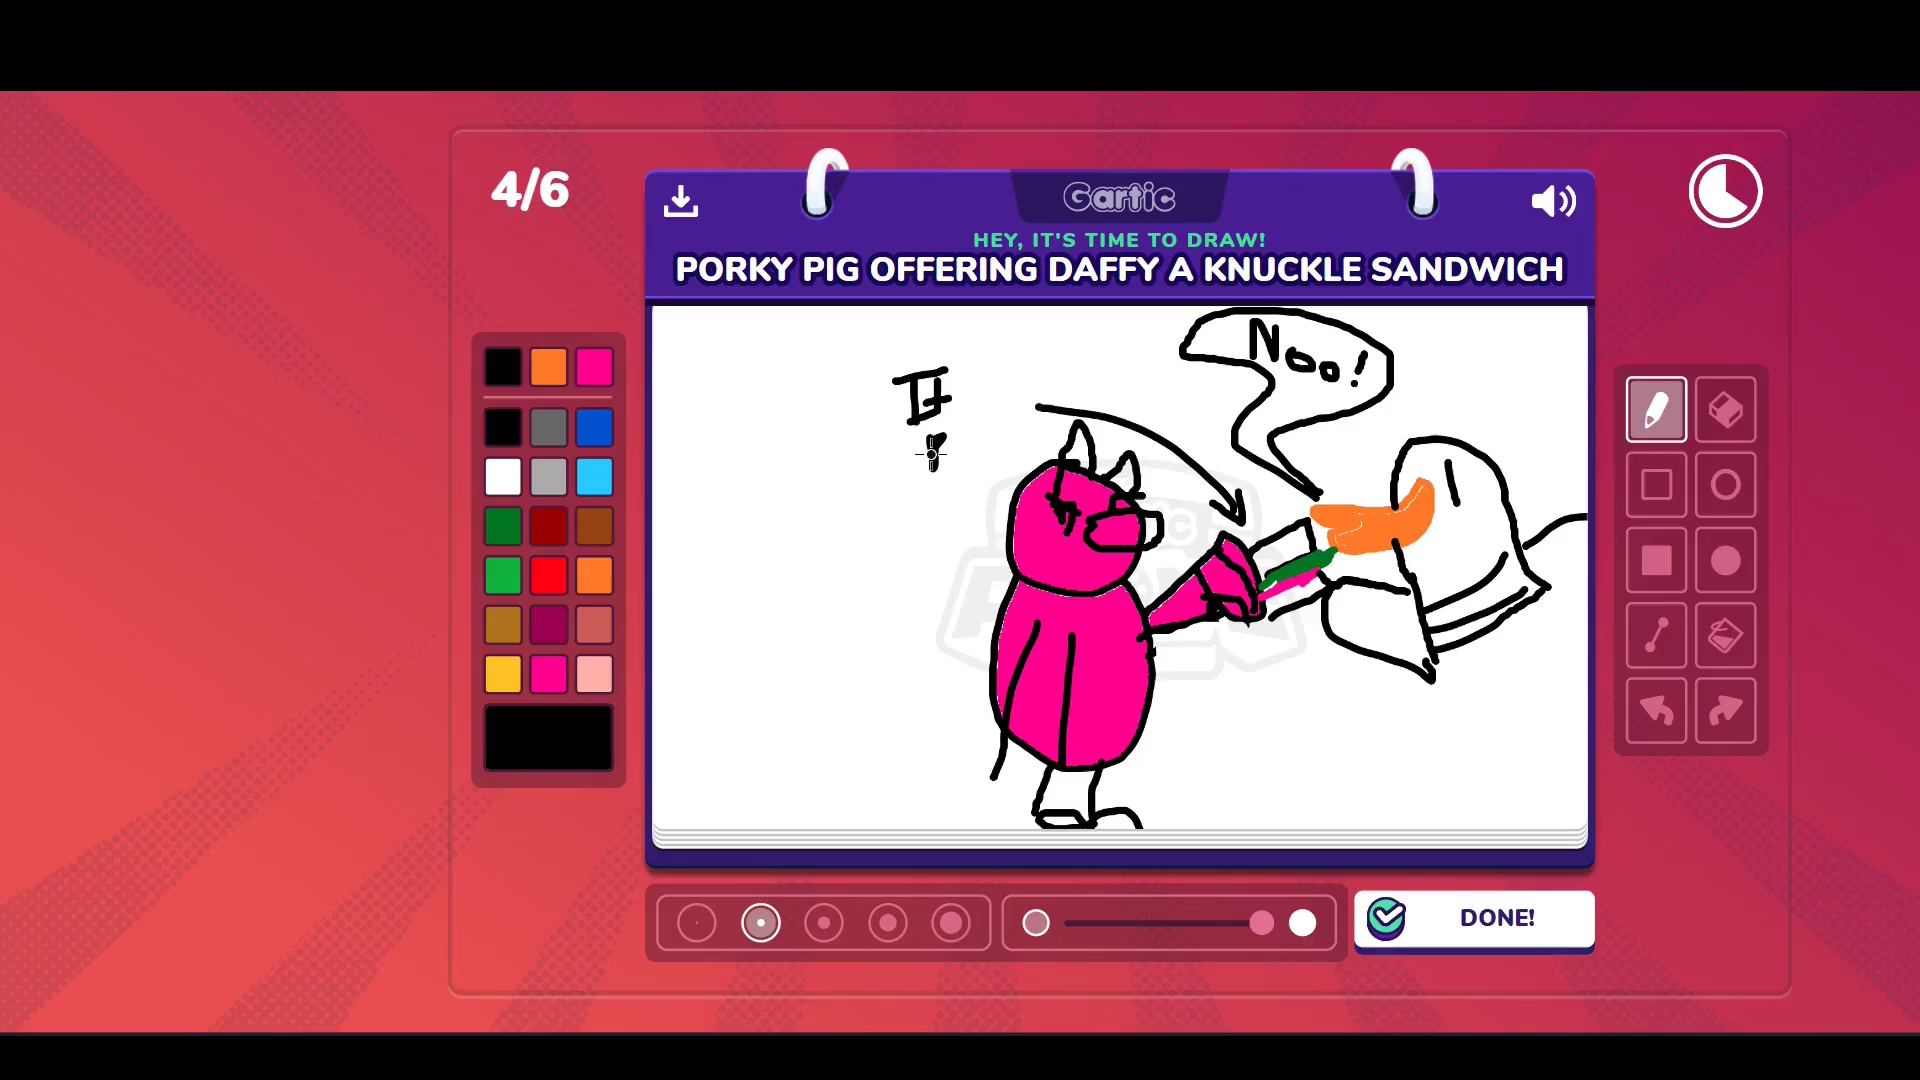 4/6
Gartic
HEY, IT'S TIME TO DRAW!
PORKY PIG OFFERING DAFFY A KNUCKLE SANDWICH
Noo!
DONE!